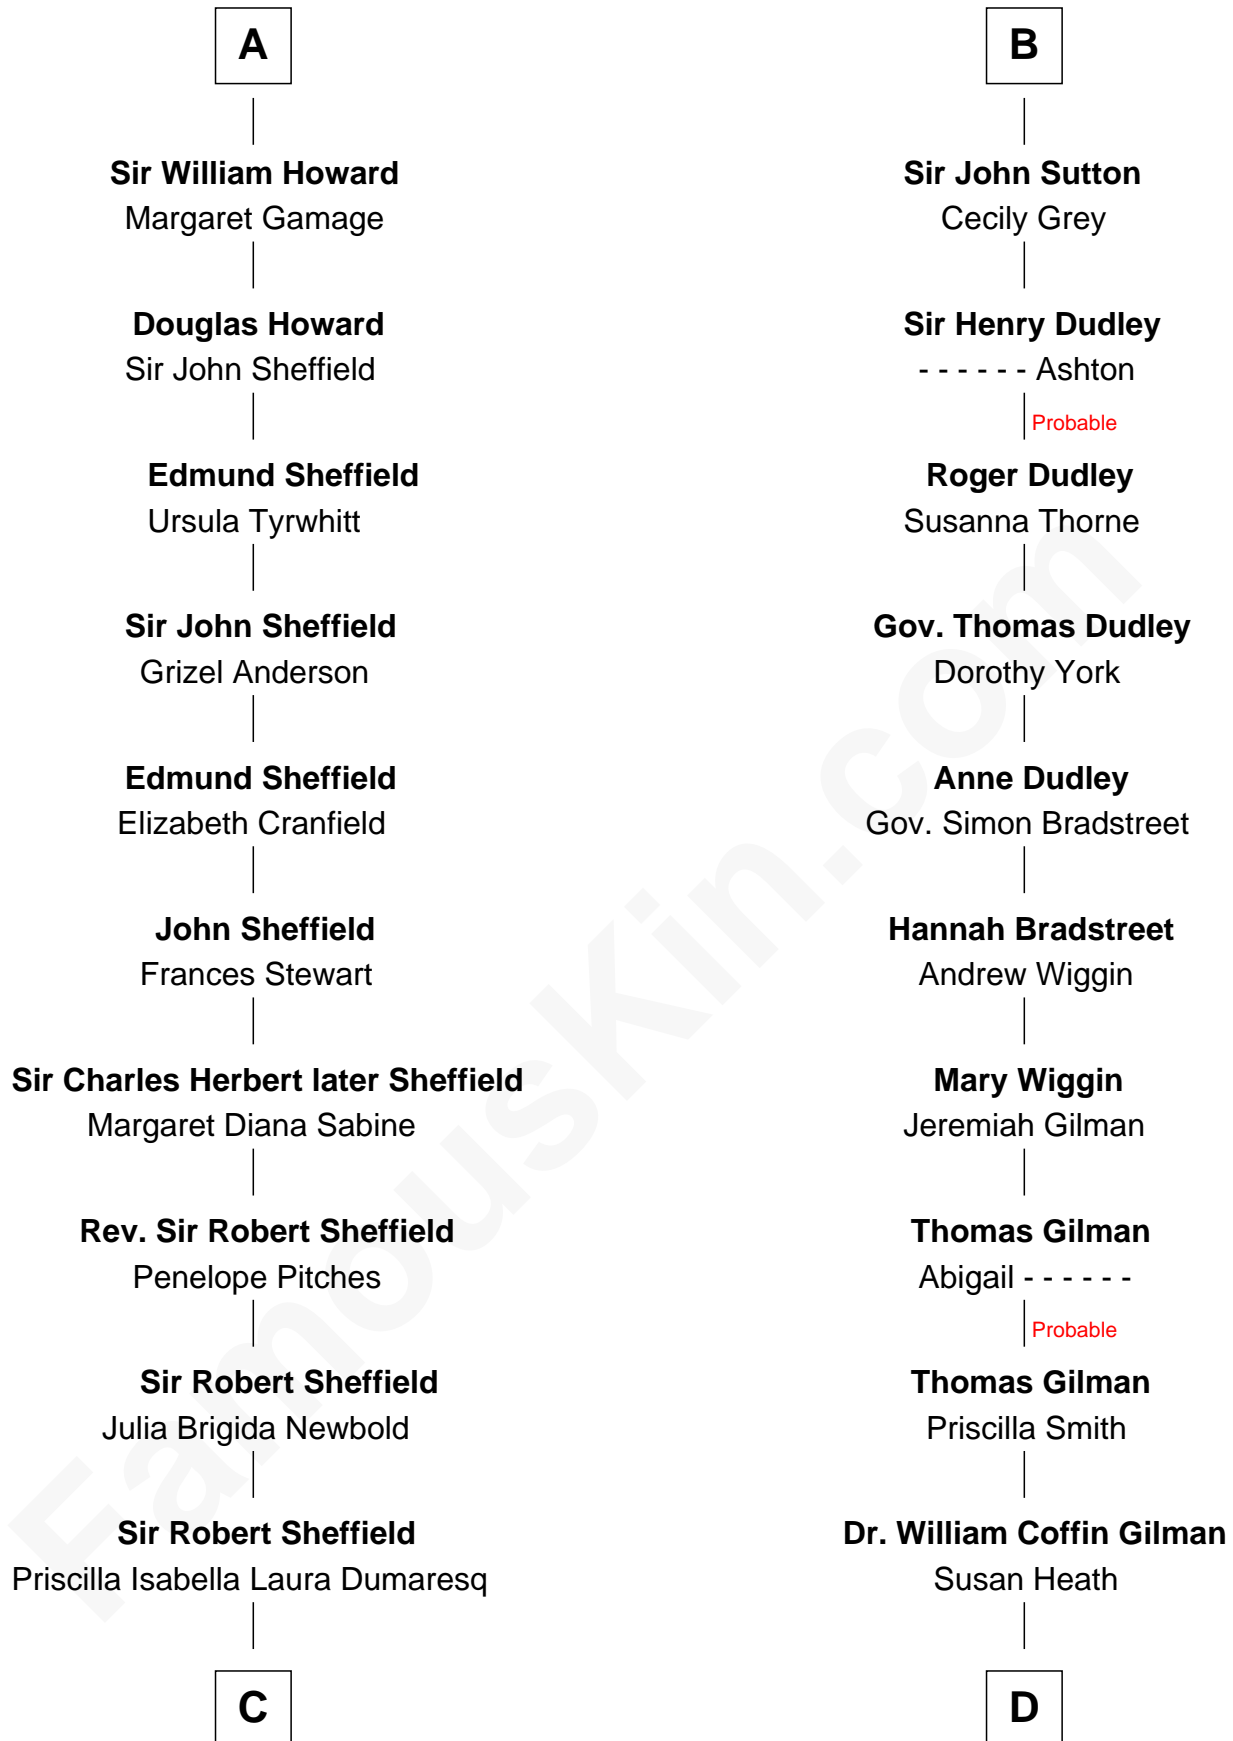 A
Sir William Howard
Margaret Gamage
Douglas Howard
Sir John Sheffield
Edmund Sheffield
Ursula Tyrwhitt
Sir John Sheffield
Grizel Anderson
Edmund Sheffield
Elizabeth Cranfield
John Sheffield
Frances Stewart
Sir Charles Herbert later Sheffield
Margaret Diana Sabine
Rev. Sir Robert Sheffield
Penelope Pitches
Sir Robert Sheffield
Julia Brigida Newbold
Sir Robert Sheffield
Priscilla Isabella Laura Dumaresq
C
B
Sir John Sutton
Cecily Grey
Sir Henry Dudley
- - - - - - Ashton
Probable
Roger Dudley
Susanna Thorne
Gov. Thomas Dudley
Dorothy York
Anne Dudley
Gov. Simon Bradstreet
Hannah Bradstreet
Andrew Wiggin
Mary Wiggin
Jeremiah Gilman
Thomas Gilman
Abigail - - - - - -
Probable
Thomas Gilman
Priscilla Smith
Dr. William Coffin Gilman
Susan Heath
D
FamousKin.com